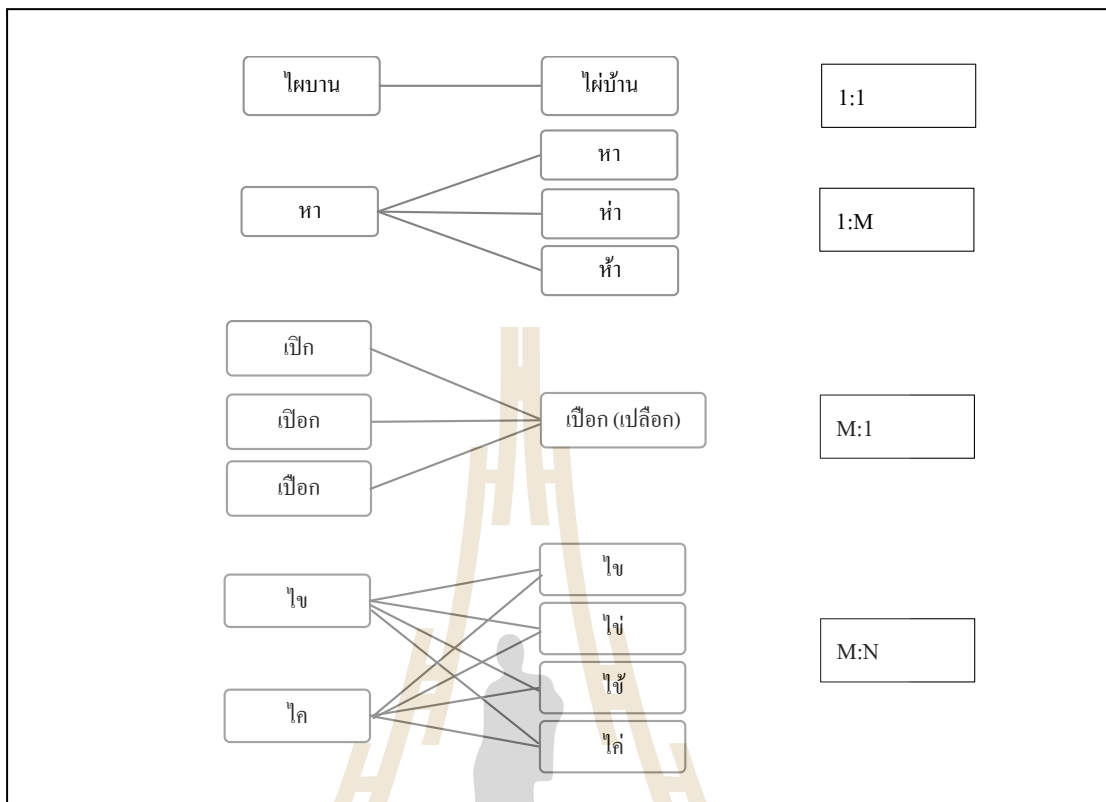 ไผบาน ไผ่บ้าน 1:1
หา
หา ห่า 1:M
ห้า
เปิก
เปิอก เปือก (เปลือก) M:1
เปือก
ไข
ไข ไข่ M:N
ไข้
ไค ไค่